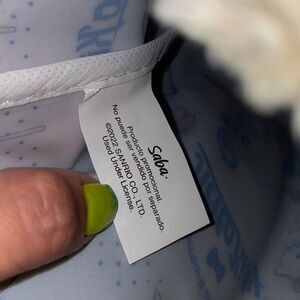 Saba.
Producto promocional.
No puede ser vendido por separado.
©2022 SANRIO CO., LTD.
Used Under License.